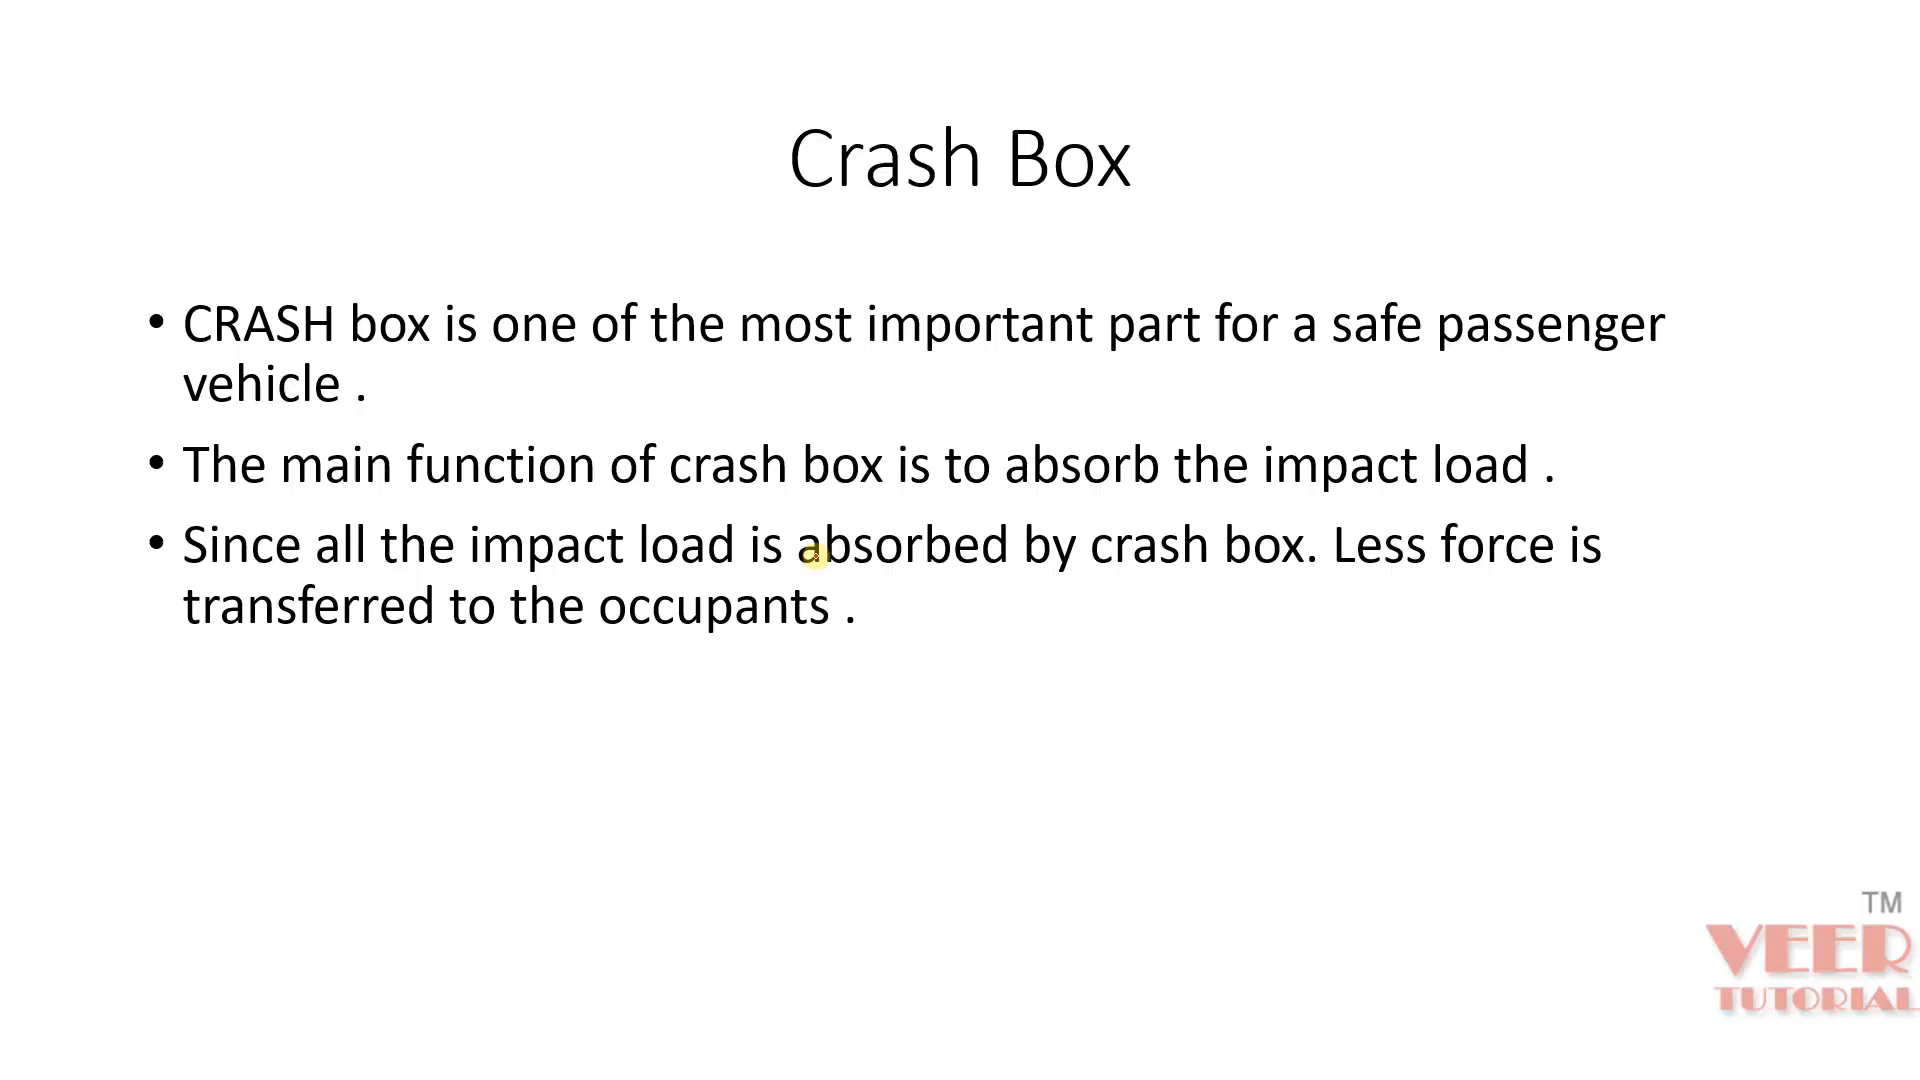 Crash Box
• CRASH box is one of the most important part for a safe passenger
vehicle .
• The main function of crash box is to absorb the impact load .
• Since all the impact load is absorbed by crash box. Less force is
transferred to the occupants .
TM
VEER
TUTORIAL